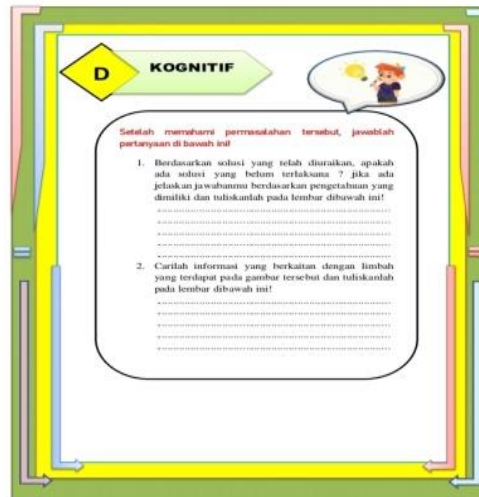 D
KOGNITIF
Setelah memahami permasalahan tersebut, jawablah
pertanyaan di bawah ini!
1. Berdasarkan solusi yang telah diuraikan, apakah
ada solusi yang belum terlaksana ? jika ada
jelaskan jawabanmu berdasarkan pengetahuan yang
dimiliki dan tuliskanlah pada lembar dibawah ini!
2. Carilah informasi yang berkaitan dengan limbah
yang terdapat pada gambar tersebut dan tuliskanlah
pada lembar dibawah ini!